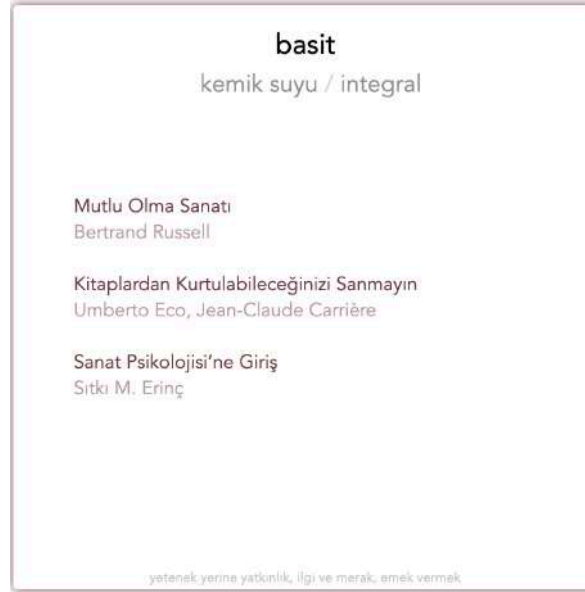 basit
kemik suyu / integral
Mutlu Olma Sanatı
Bertrand Russell
Kitaplardan Kurtulabileceğinizi Sanmayın
Umberto Eco, Jean-Claude Carrière
Sanat Psikolojisi'ne Giriş
Sıtkı M. Erinç
yetenek yerine yatkınlık, ilgi ve merak, emek vermek